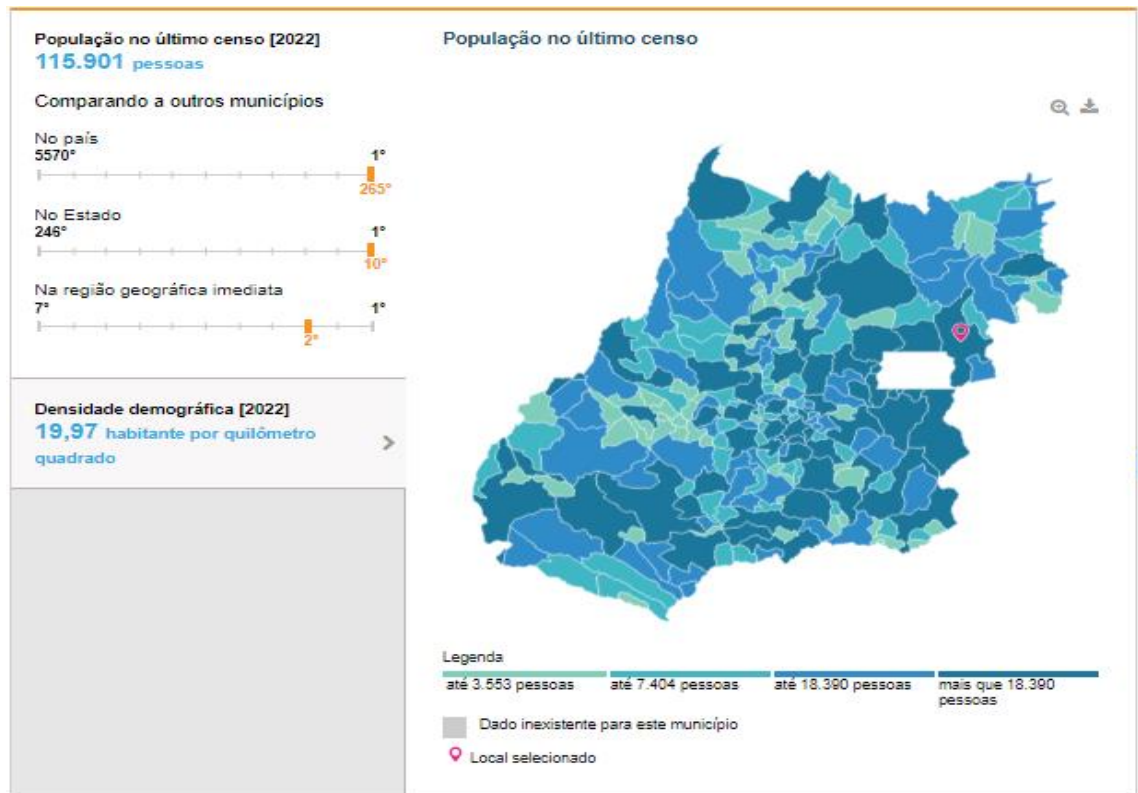 População no último censo [2022]
115.901 pessoas
Comparando a outros municípios
No país
5570° 1°
265°
No Estado
246° 1°
10°
Na região geográfica imediata
7° 1°
2°
Densidade demográfica [2022]
19,97 habitante por quilômetro
quadrado
População no último censo
Legenda
até 3.553 pessoas
até 7.404 pessoas
até 18.390 pessoas
mais que 18.390
pessoas
Dado inexistente para este município
Local selecionado